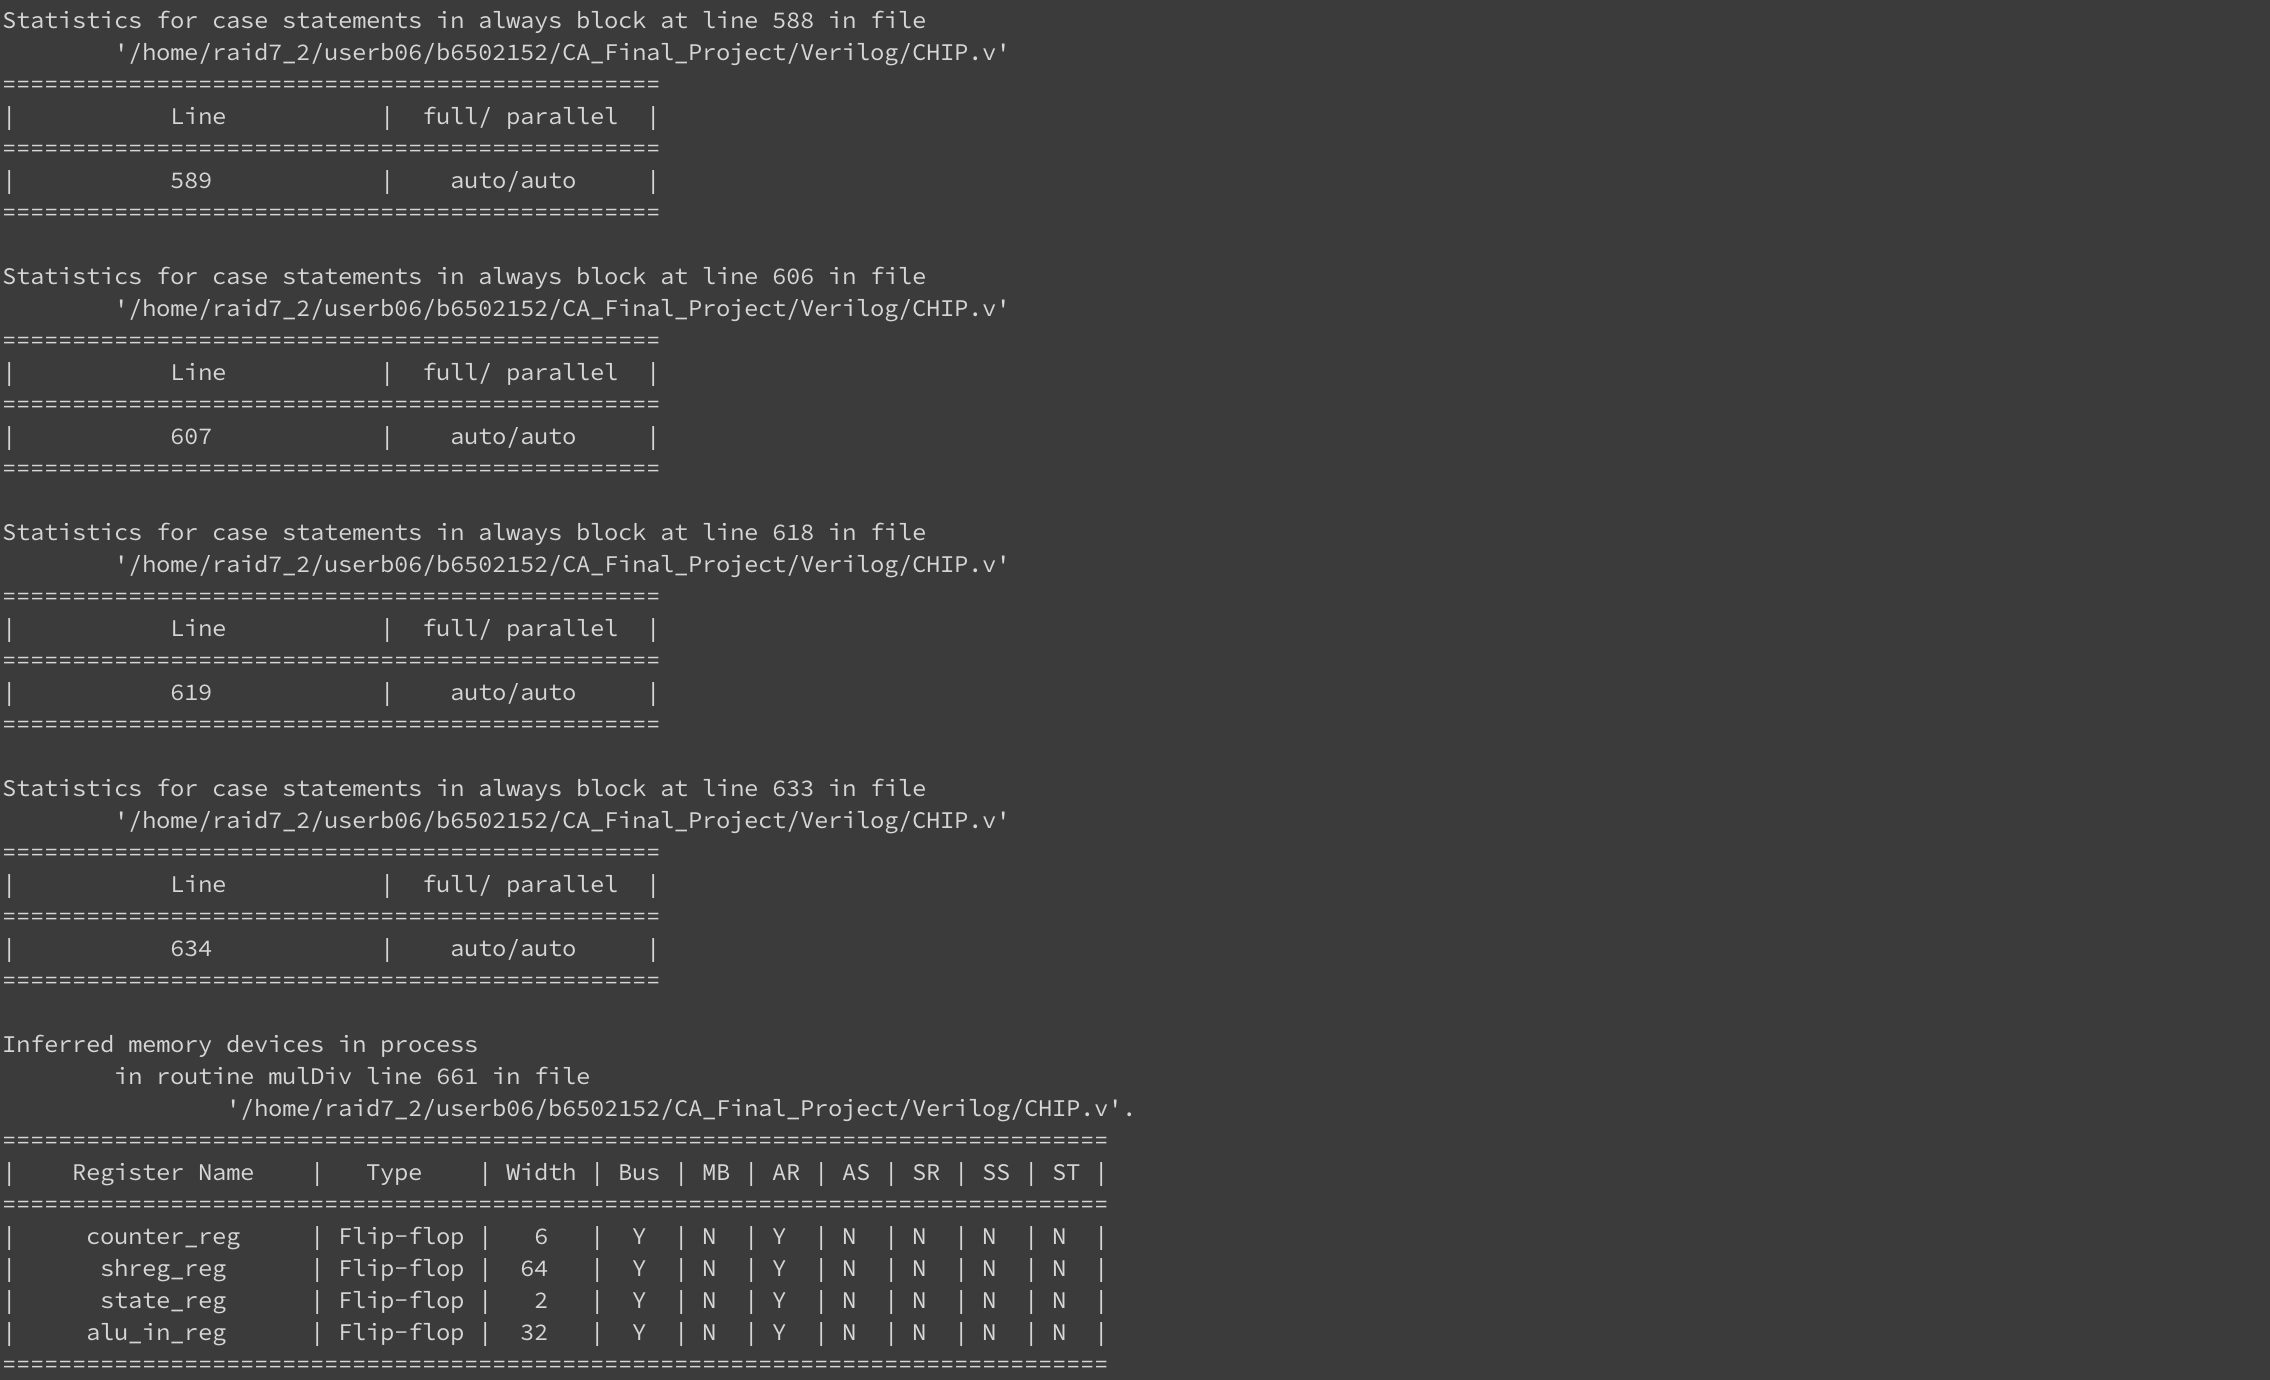 Statistics for case statements in always block at line 588 in file
        '/home/raid7_2/userb06/b6502152/CA_Final_Project/Verilog/CHIP.v'
===============================================
|           Line           |  full/ parallel  |
===============================================
|           589            |    auto/auto     |
===============================================

Statistics for case statements in always block at line 606 in file
        '/home/raid7_2/userb06/b6502152/CA_Final_Project/Verilog/CHIP.v'
===============================================
|           Line           |  full/ parallel  |
===============================================
|           607            |    auto/auto     |
===============================================

Statistics for case statements in always block at line 618 in file
        '/home/raid7_2/userb06/b6502152/CA_Final_Project/Verilog/CHIP.v'
===============================================
|           Line           |  full/ parallel  |
===============================================
|           619            |    auto/auto     |
===============================================

Statistics for case statements in always block at line 633 in file
        '/home/raid7_2/userb06/b6502152/CA_Final_Project/Verilog/CHIP.v'
===============================================
|           Line           |  full/ parallel  |
===============================================
|           634            |    auto/auto     |
===============================================

Inferred memory devices in process
        in routine mulDiv line 661 in file
                '/home/raid7_2/userb06/b6502152/CA_Final_Project/Verilog/CHIP.v'.
===============================================================================
|    Register Name    |   Type    | Width | Bus | MB | AR | AS | SR | SS | ST |
===============================================================================
|     counter_reg     | Flip-flop |   6   |  Y  | N  | Y  | N  | N  | N  | N  |
|      shreg_reg      | Flip-flop |  64   |  Y  | N  | Y  | N  | N  | N  | N  |
|      state_reg      | Flip-flop |   2   |  Y  | N  | Y  | N  | N  | N  | N  |
|     alu_in_reg      | Flip-flop |  32   |  Y  | N  | Y  | N  | N  | N  | N  |
===============================================================================